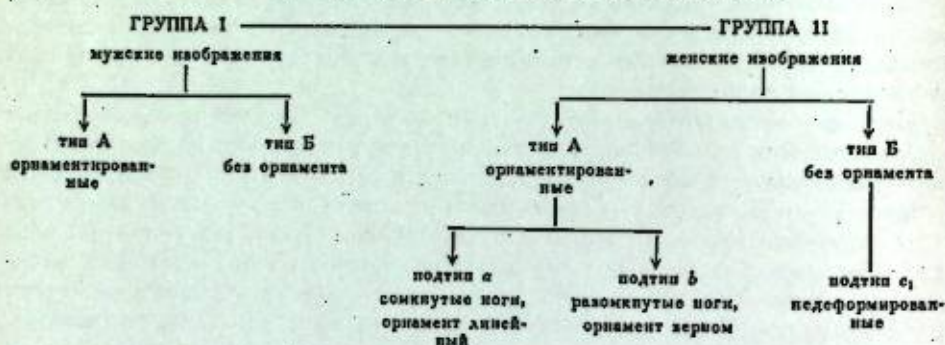 ГРУППА I
ГРУППА II
мужские изображения
женские изображения
тип А
орнаментирован-
ные
тип Б
без орнамента
тип А
орнаментирован-
ные
тип Б
без орнамента
подтип a
сомкнутые ноги,
орнамент линей-
ный
подтип b
разомкнутые ноги,
орнамент зерном
подтип c,
недеформирован-
ные